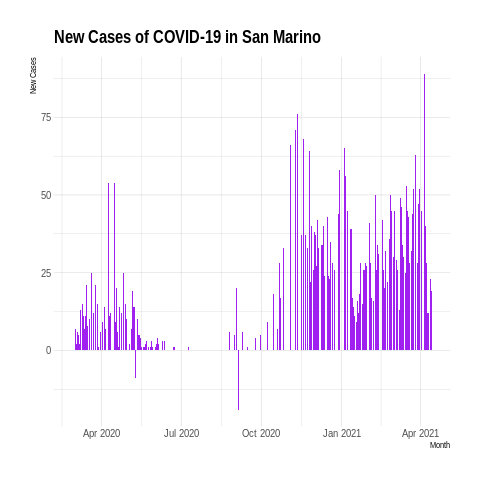 New Cases of COVID-19 in San Marino
New Cases
75
50
25
0
Apr 2020 Jul 2020 Oct 2020 Jan 2021 Apr 2021
Month